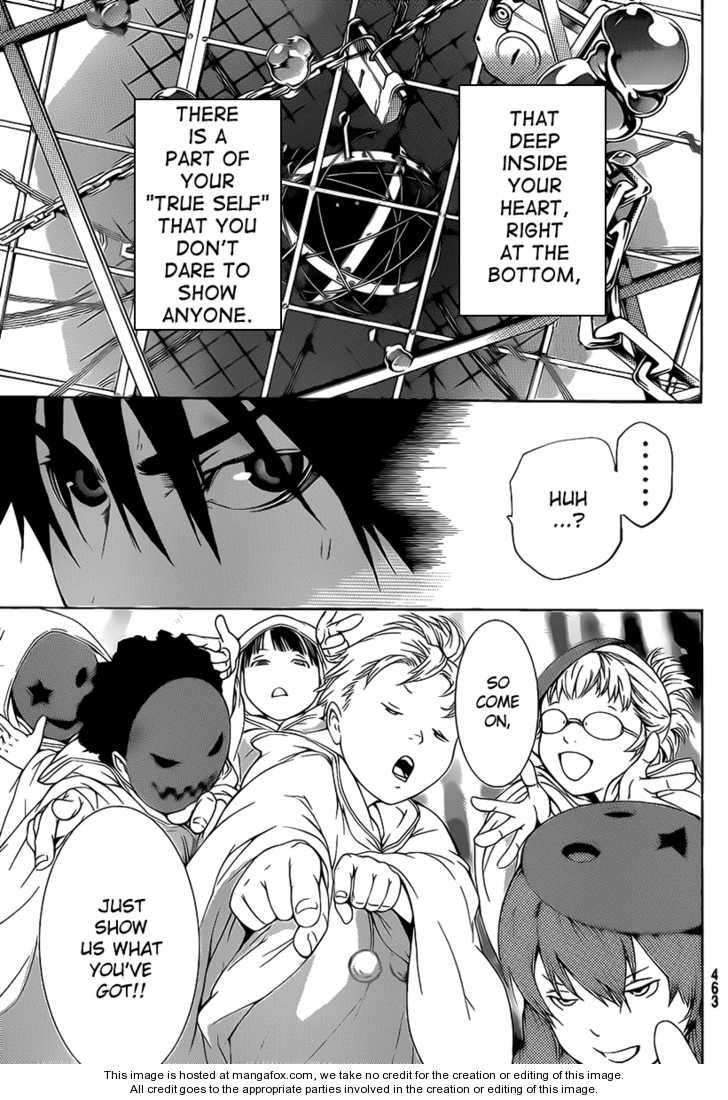 THAT
DEEP
INSIDE
YOUR
HEART,
RIGHT
AT THE
BOTTOM,
THERE
IS A
PART OF
YOUR
"TRUE SELF"
THAT YOU
DON'T
DARE TO
SHOW
ANYONE.
......
HUH
...?
SO
COME
ON,
JUST
SHOW
US WHAT
YOU'VE
GOT!!
463
This image is hosted at mangafox.com, we take no credit for the creation or editing of this image.
All credit goes to the appropriate parties involved in the creation or editing of this image.